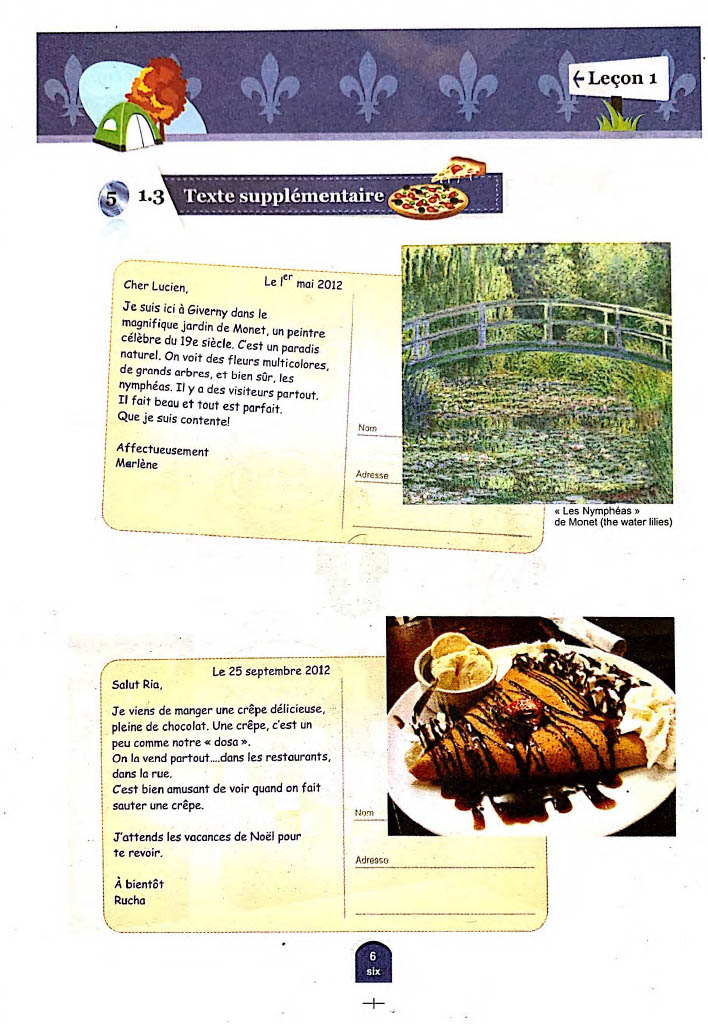 ← Leçon 1
5 1.3 Texte supplémentaire
Le 1er mai 2012
Cher Lucien,
Je suis ici à Giverny dans le
magnifique jardin de Monet, un peintre
célèbre du 19e siècle. C'est un paradis
naturel. On voit des fleurs multicolores,
de grands arbres, et bien sûr, les
nymphéas. Il y a des visiteurs partout.
Il fait beau et tout est parfait.
Que je suis contente!
Affectueusement
Marlène
Nom
Adresse
« Les Nymphéas »
de Monet (the water lilies)
Le 25 septembre 2012
Salut Ria,
Je viens de manger une crêpe délicieuse,
pleine de chocolat. Une crêpe, c'est un
peu comme notre « dosa ».
On la vend partout....dans les restaurants,
dans la rue.
C'est bien amusant de voir quand on fait
sauter une crêpe.
J'attends les vacances de Noël pour
te revoir.
À bientôt
Rucha
Nom
Adresse
6
six